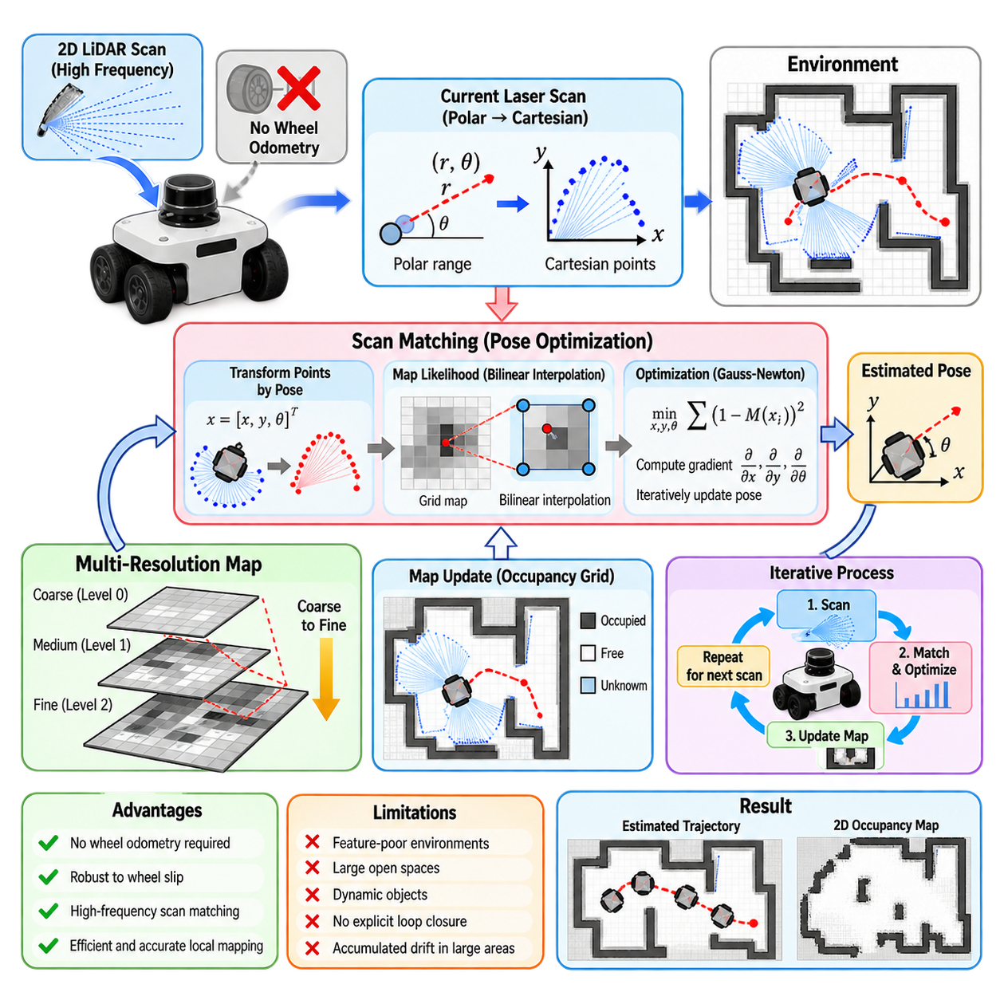 2D LiDAR Scan
(High Frequency)
No Wheel
Odometry
Current Laser Scan
(Polar → Cartesian)
(r, θ)
r
θ
Polar range
y
x
Cartesian points
Environment
Scan Matching (Pose Optimization)
Transform Points
by Pose
x = [x, y, θ]^T
Map Likelihood (Bilinear Interpolation)
Grid map
Bilinear interpolation
Optimization (Gauss-Newton)
min_{x,y,θ} ∑ (1 − M(x_i))^2
Compute gradient ∂/∂x, ∂/∂y, ∂/∂θ
Iteratively update pose
Estimated Pose
y
θ
x
Multi-Resolution Map
Coarse (Level 0)
Medium (Level 1)
Fine (Level 2)
Coarse
to Fine
Map Update (Occupancy Grid)
Occupied
Free
Unknown
Iterative Process
1. Scan
2. Match
& Optimize
3. Update Map
Repeat
for next scan
Advantages
No wheel odometry required
Robust to wheel slip
High-frequency scan matching
Efficient and accurate local mapping
Limitations
Feature-poor environments
Large open spaces
Dynamic objects
No explicit loop closure
Accumulated drift in large areas
Result
Estimated Trajectory
2D Occupancy Map